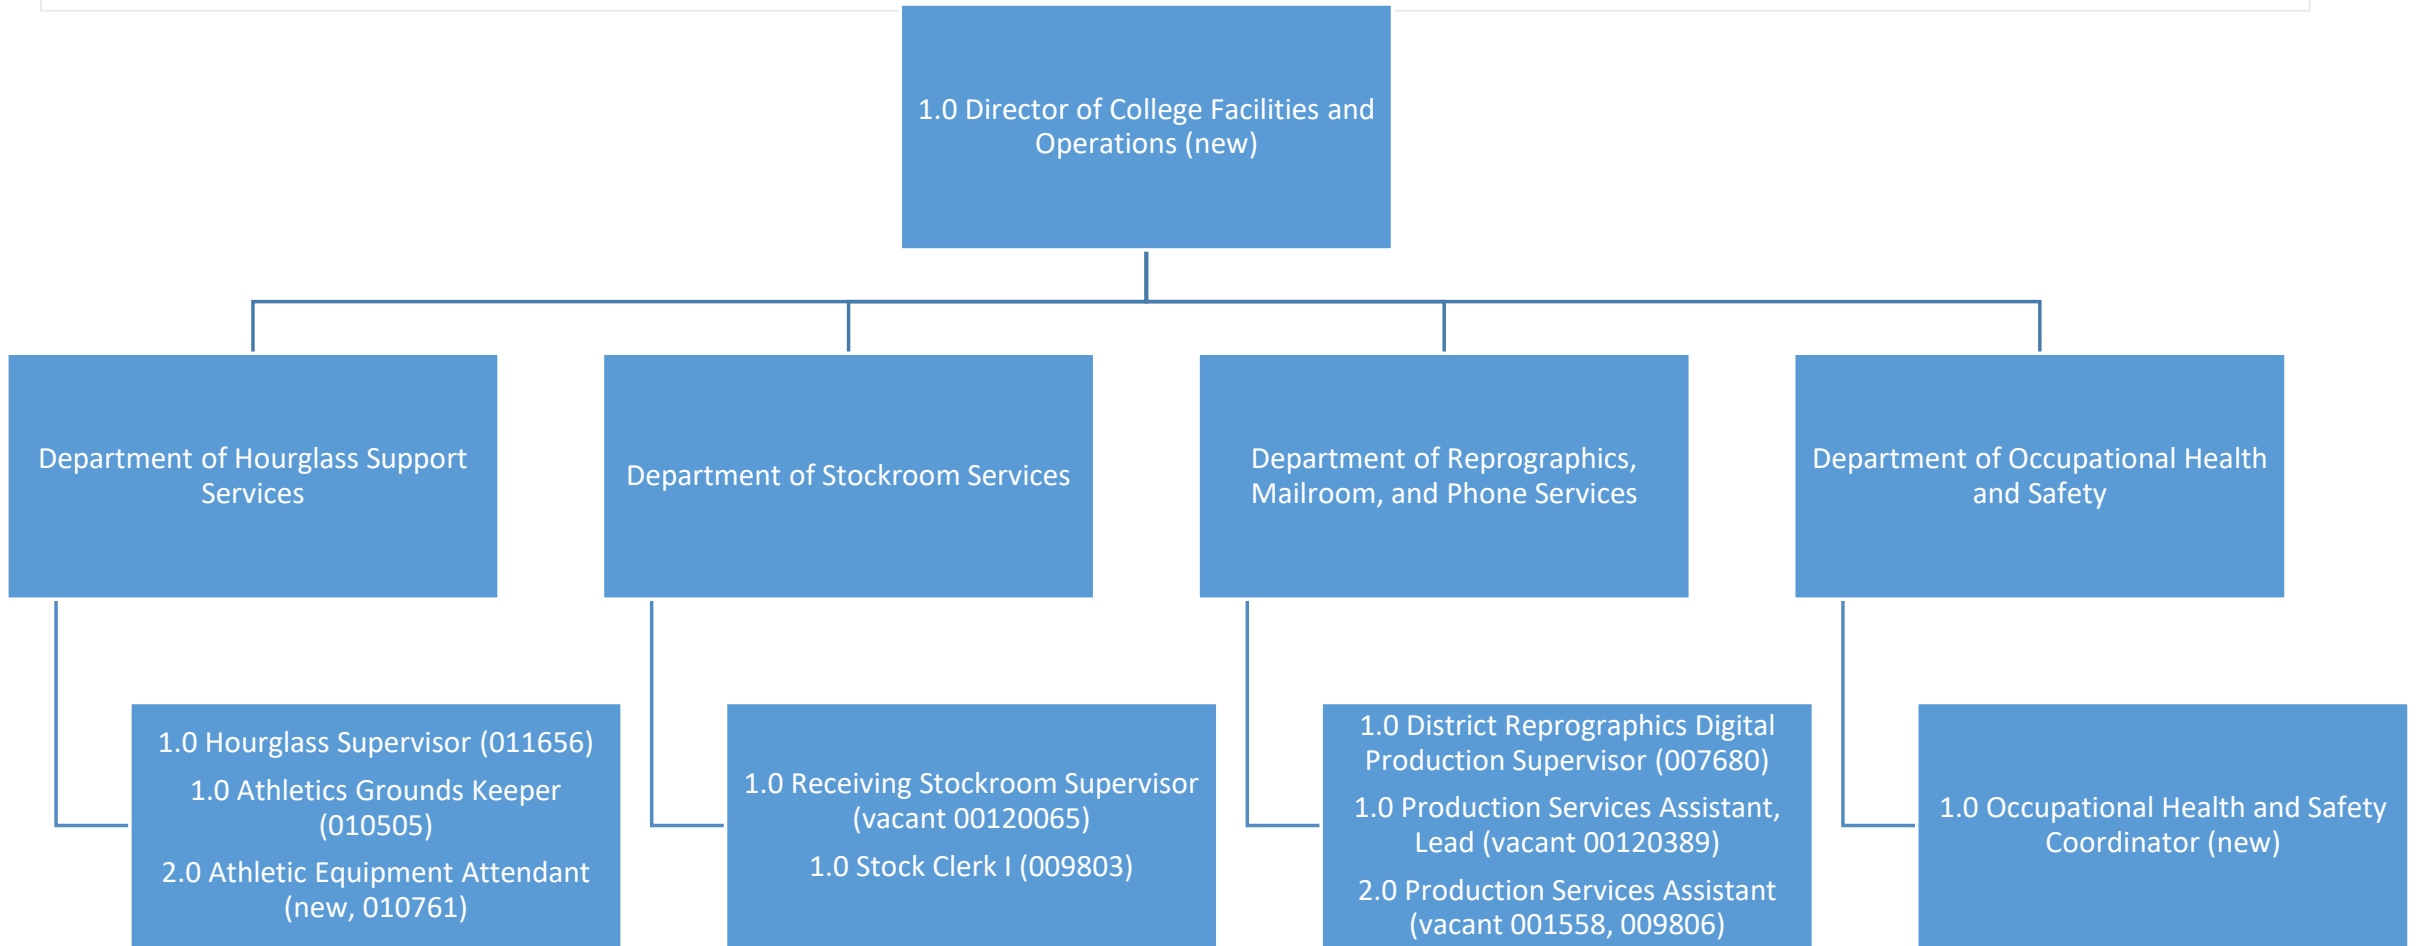 1.0 Director of College Facilities and
Operations (new)
Department of Hourglass Support
Services
Department of Stockroom Services
Department of Reprographics,
Mailroom, and Phone Services
Department of Occupational Health
and Safety
1.0 Hourglass Supervisor (011656)
1.0 Athletics Grounds Keeper
(010505)
2.0 Athletic Equipment Attendant
(new, 010761)
1.0 Receiving Stockroom Supervisor
(vacant 00120065)
1.0 Stock Clerk I (009803)
1.0 District Reprographics Digital
Production Supervisor (007680)
1.0 Production Services Assistant,
Lead (vacant 00120389)
2.0 Production Services Assistant
(vacant 001558, 009806)
1.0 Occupational Health and Safety
Coordinator (new)